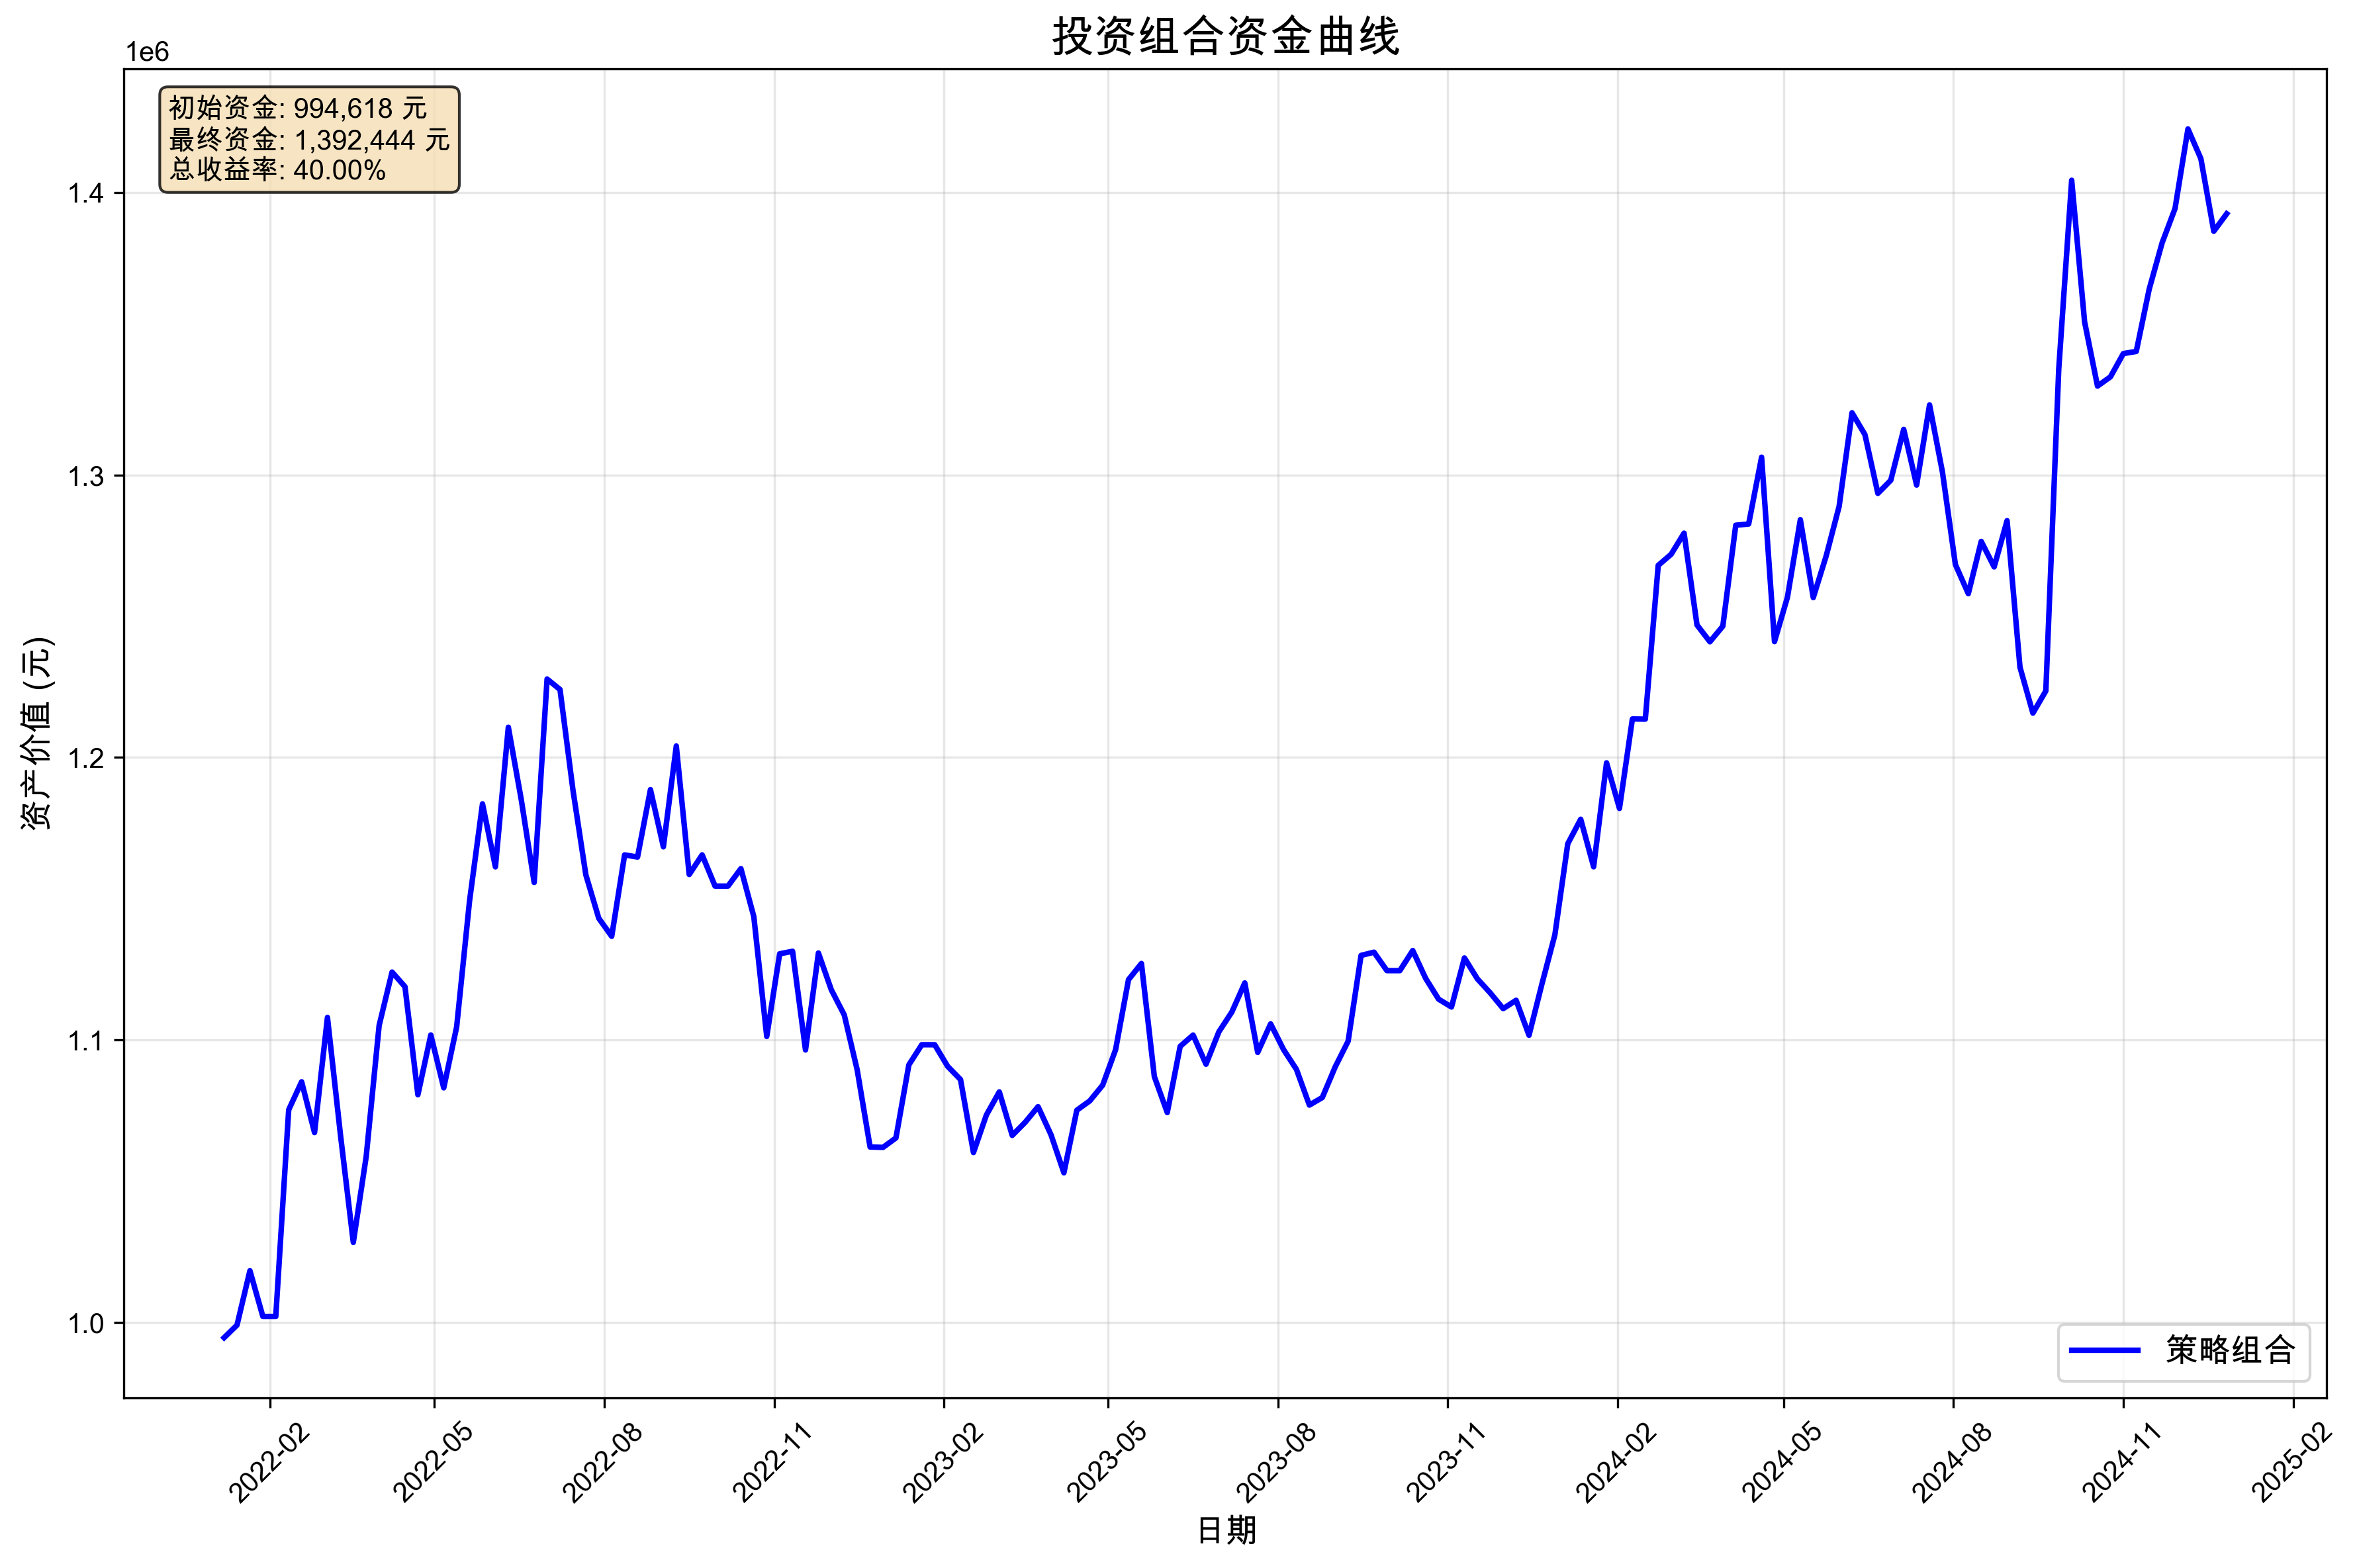 投资组合资金曲线
1e6
初始资金: 994,618 元
最终资金: 1,392,444 元
总收益率: 40.00%
1.4
1.3
1.2
1.1
1.0
资产价值 (元)
策略组合
2022-02
2022-05
2022-08
2022-11
2023-02
2023-05
2023-08
2023-11
2024-02
2024-05
2024-08
2024-11
2025-02
日期